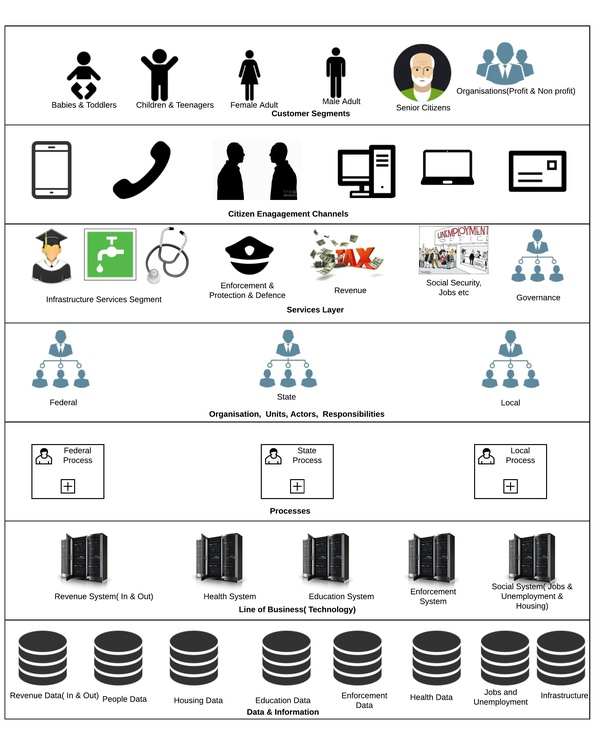 Babies & Toddlers
Children & Teenagers
Female Adult
Male Adult
Senior Citizens
Organisations(Profit & Non profit)
Customer Segments
Citizen Enagagement Channels
TAX
UNEMPLOYMENT
OFFICE
Infrastructure Services Segment
Enforcement &
Protection & Defence
Revenue
Social Security,
Jobs etc
Governance
Services Layer
Federal
State
Local
Organisation, Units, Actors, Responsibilities
Federal
Process
State
Process
Local
Process
Processes
Revenue System( In & Out)
Health System
Education System
Enforcement
System
Social System( Jobs &
Unemployment &
Housing)
Line of Business( Technology)
Revenue Data( In & Out)
People Data
Housing Data
Education Data
Enforcement
Data
Health Data
Jobs and
Unemployment
Infrastructure
Data & Information